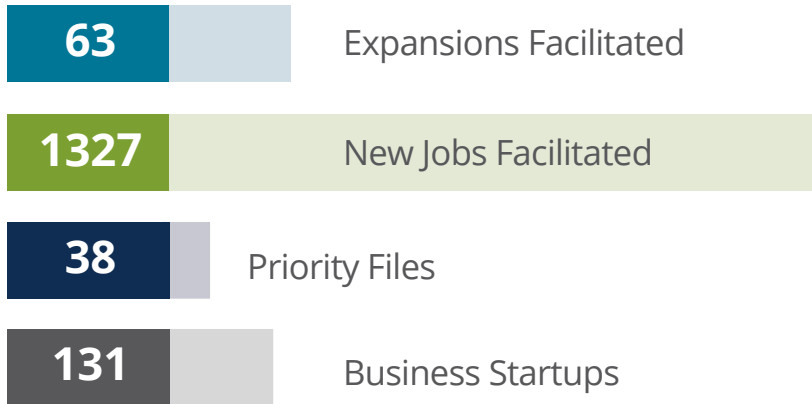 63 Expansions Facilitated
1327 New Jobs Facilitated
38 Priority Files
131 Business Startups